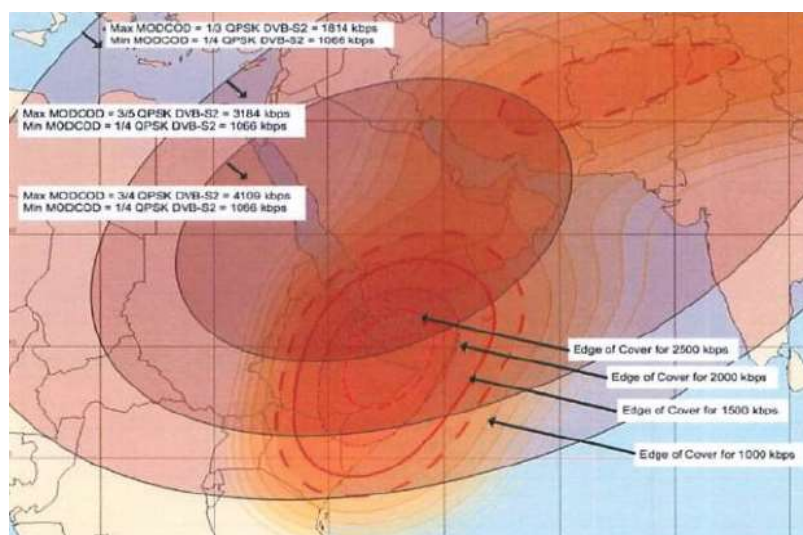 Max MODCOD = 1/3 QPSK DVB-S2 = 1814 kbps
Min MODCOD = 1/4 QPSK DVB-S2 = 1066 kbps
Max MODCOD = 3/5 QPSK DVB-S2 = 3184 kbps
Min MODCOD = 1/4 QPSK DVB-S2 = 1066 kbps
Max MODCOD = 3/4 QPSK DVB-S2 = 4109 kbps
Min MODCOD = 1/4 QPSK DVB-S2 = 1066 kbps
Edge of Cover for 2500 kbps
Edge of Cover for 2000 kbps
Edge of Cover for 1500 kbps
Edge of Cover for 1000 kbps